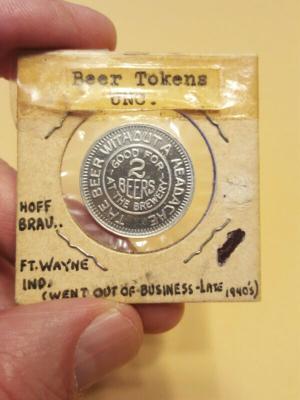 Beer Tokens
UNC.
THE BEER WITHOUT A HEADACHE
GOOD FOR
2
BEERS
AT THE BREWERY
HOFF
BRAU..
FT. WAYNE
IND.
(WENT OUT OF BUSINESS-LATE 1940's)